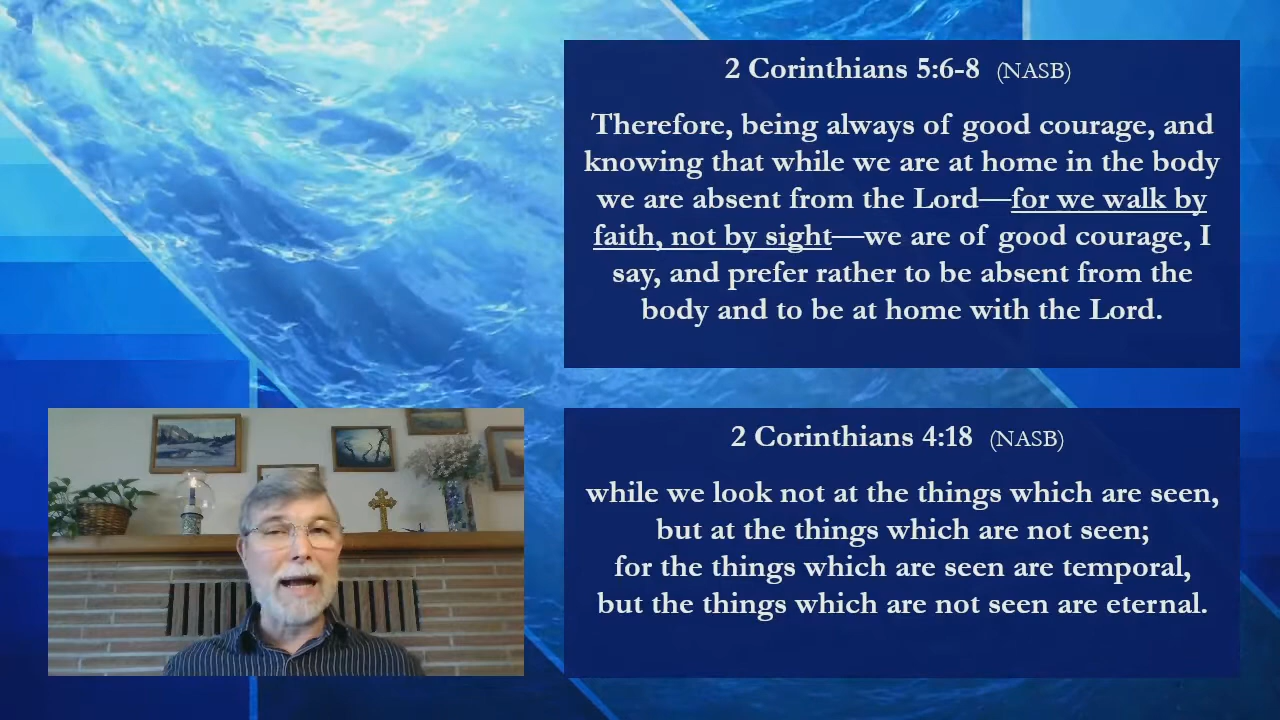 2 Corinthians 5:6-8 (NASB)
Therefore, being always of good courage, and
knowing that while we are at home in the body
we are absent from the Lord—for we walk by
faith, not by sight—we are of good courage, I
say, and prefer rather to be absent from the
body and to be at home with the Lord.
2 Corinthians 4:18 (NASB)
while we look not at the things which are seen,
but at the things which are not seen;
for the things which are seen are temporal,
but the things which are not seen are eternal.